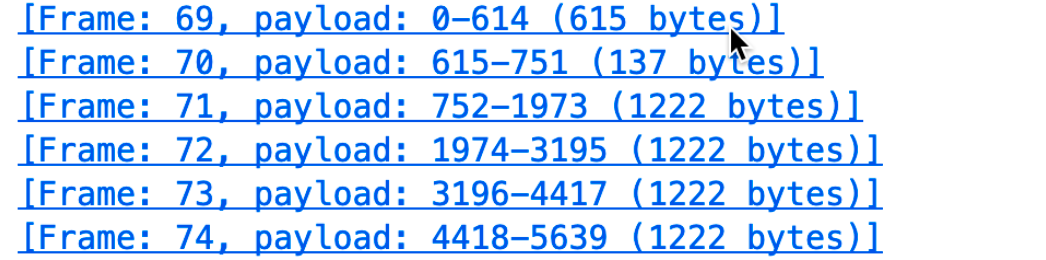 [Frame: 69, payload: 0-614 (615 bytes)]
[Frame: 70, payload: 615-751 (137 bytes)]
[Frame: 71, payload: 752-1973 (1222 bytes)]
[Frame: 72, payload: 1974-3195 (1222 bytes)]
[Frame: 73, payload: 3196-4417 (1222 bytes)]
[Frame: 74, payload: 4418-5639 (1222 bytes)]